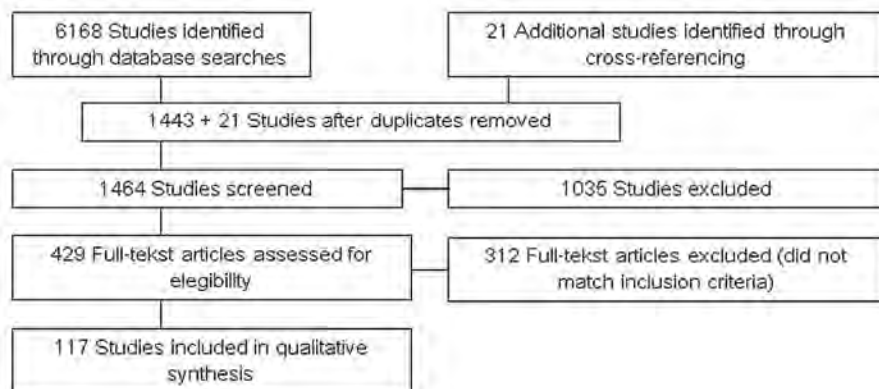 6168 Studies identified
through database searches
21 Additional studies identified through
cross-referencing
1443 + 21 Studies after duplicates removed
1464 Studies screened
1035 Studies excluded
429 Full-tekst articles assessed for
elegibility
312 Full-tekst articles excluded (did not
match inclusion criteria)
117 Studies included in qualitative
synthesis